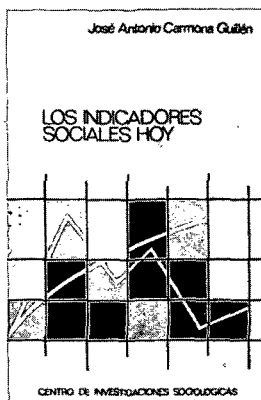 José Antonio Carmona Guillén
LOS INDICADORES
SOCIALES HOY
CENTRO DE INVESTIGACIONES SOCIOLOGICAS